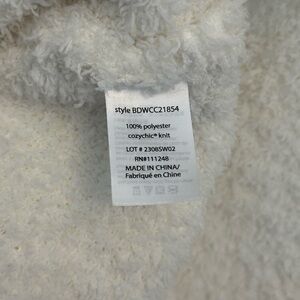 style BDWCC21854
100% polyester
cozychic® knit
LOT # 23085W02
RN#111248
MADE IN CHINA/
Fabriqué en Chine